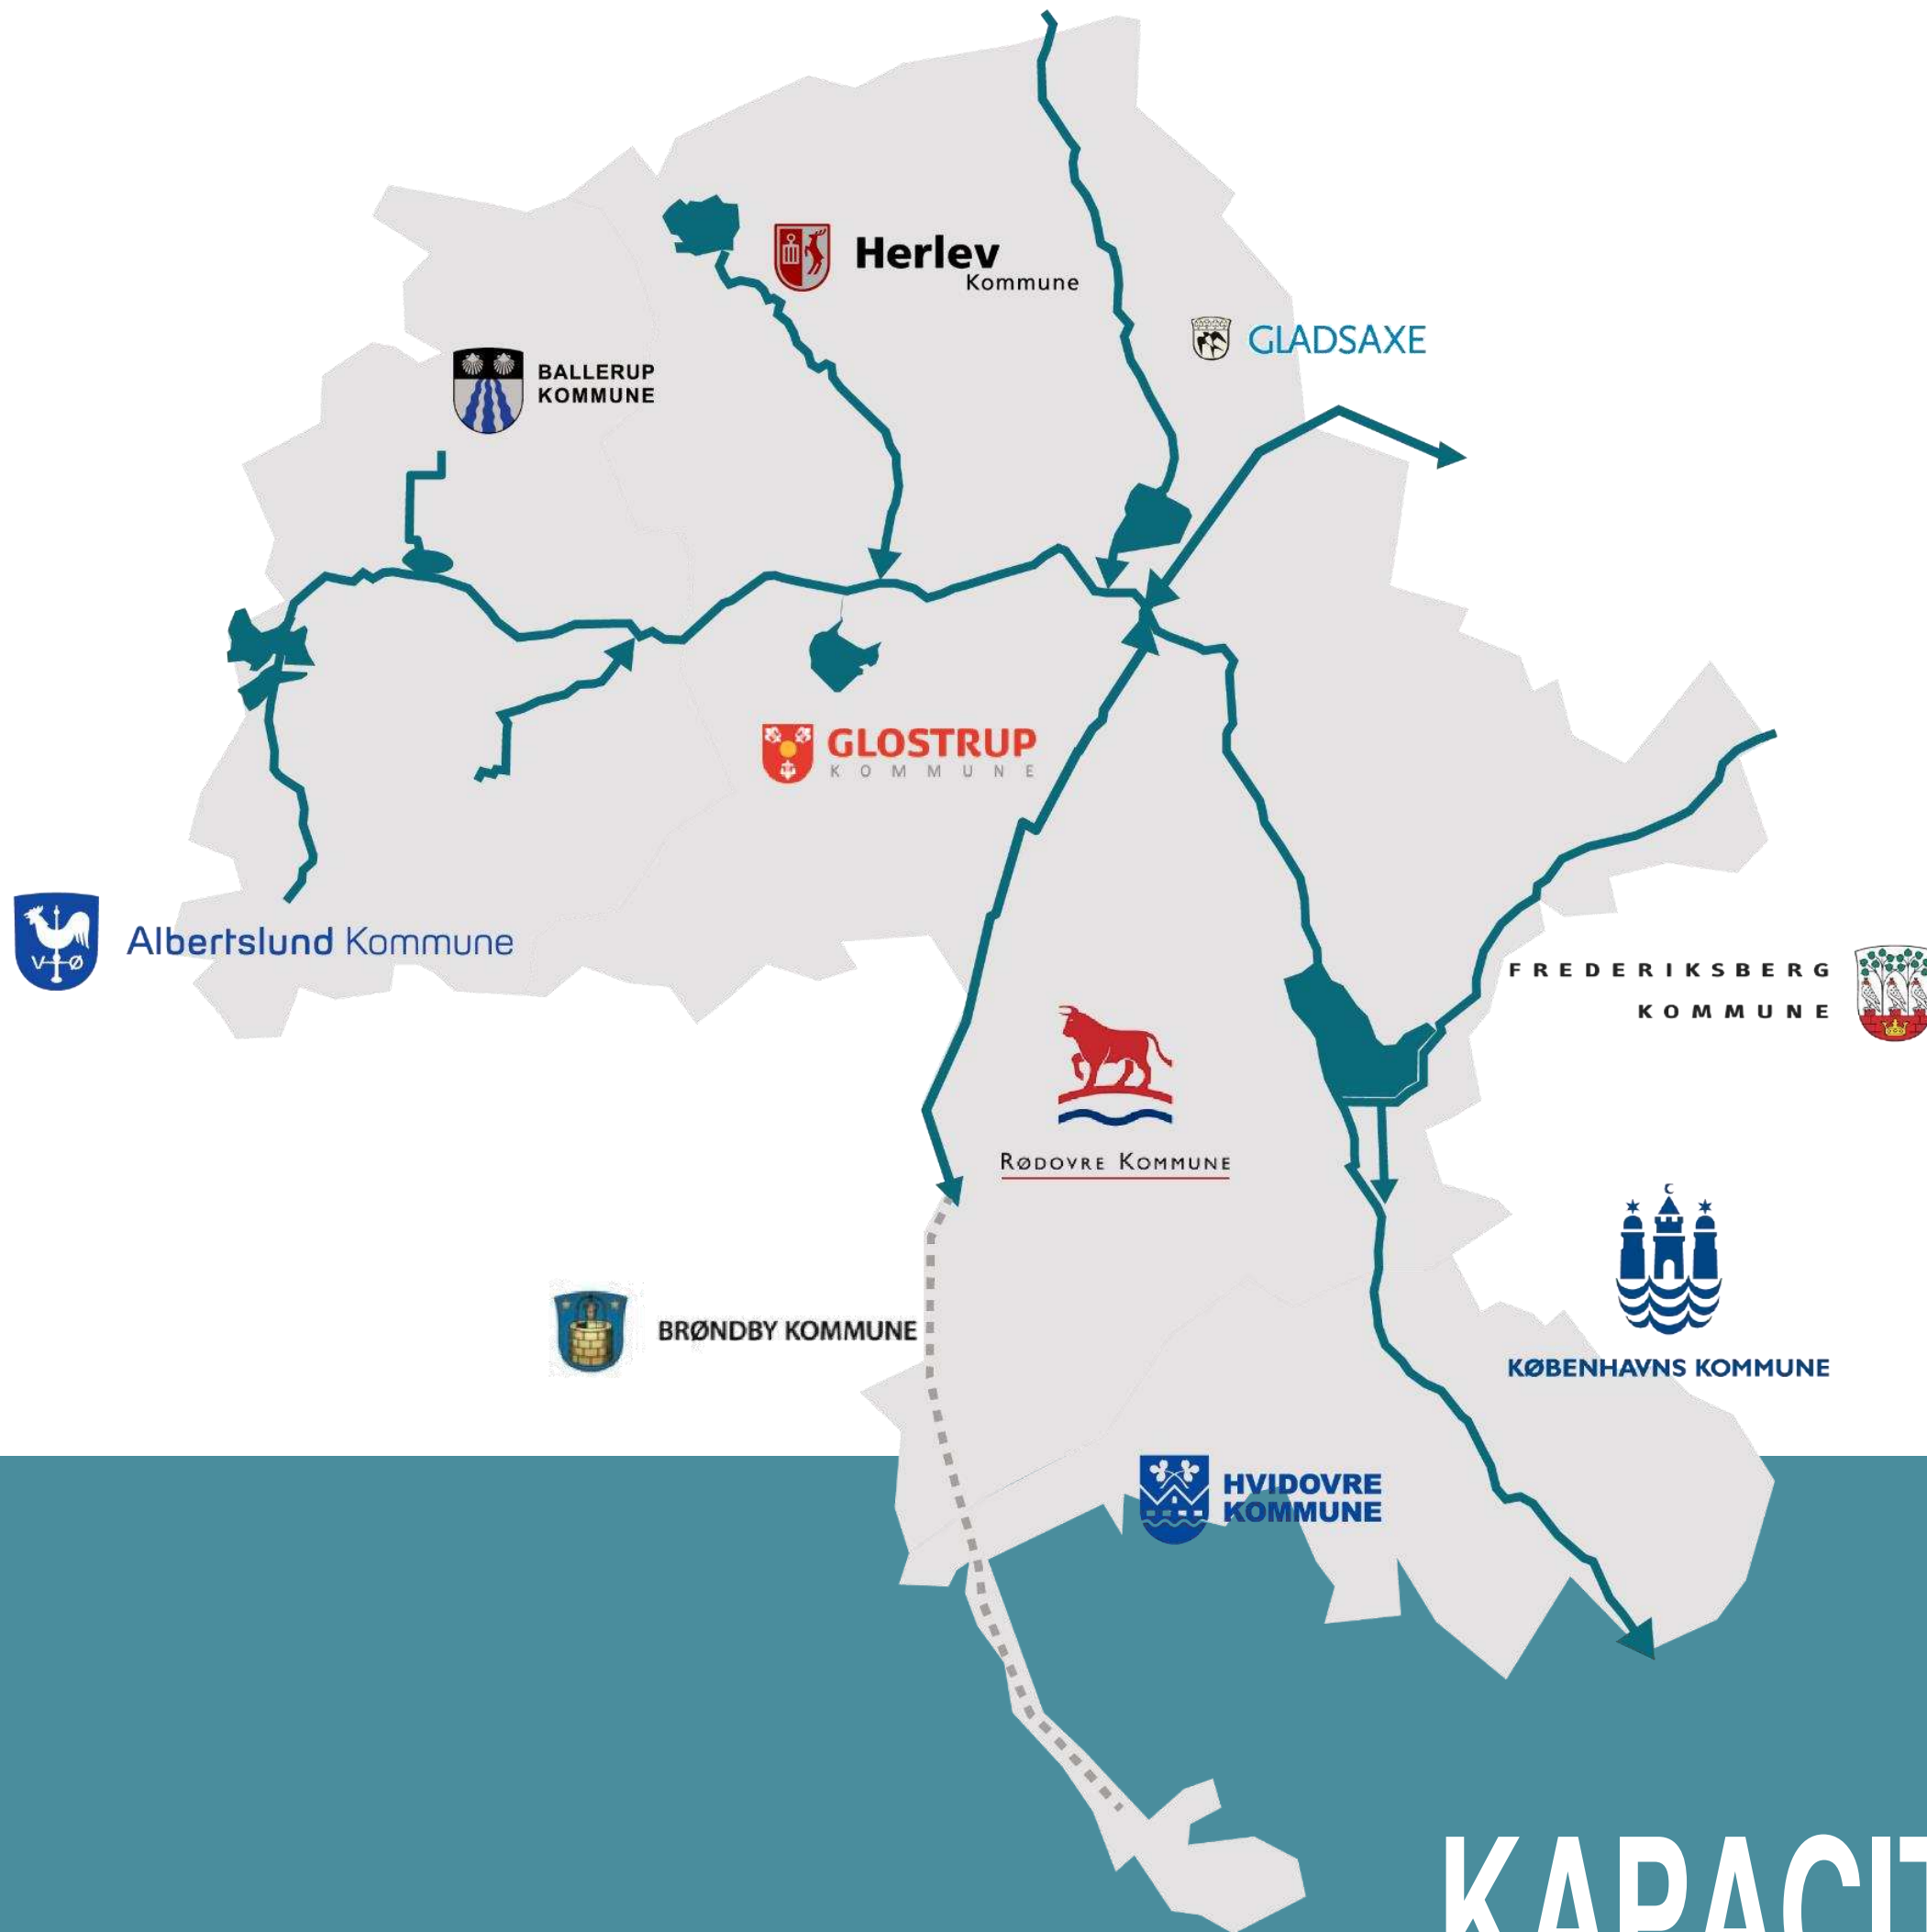 Herlev
Kommune
GLADSAXE
BALLERUP
KOMMUNE
GLOSTRUP
KOMMUNE
V Ø
Albertslund Kommune
FREDERIKSBERG
KOMMUNE
RØDOVRE KOMMUNE
BRØNDBY KOMMUNE
KØBENHAVNS KOMMUNE
HVIDOVRE
KOMMUNE
KAPACIT